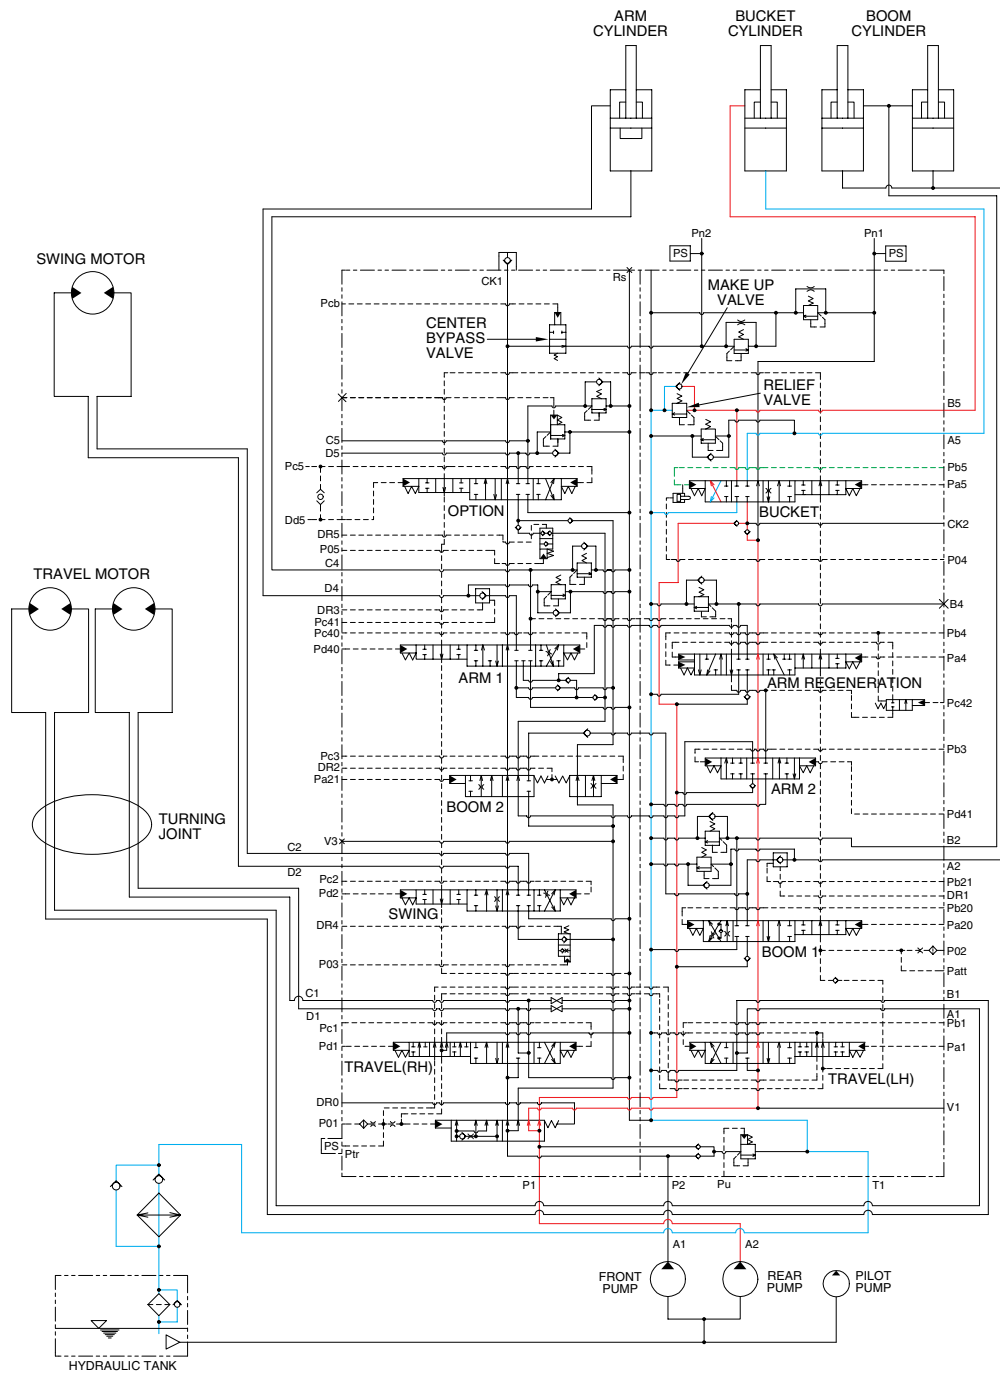 ARM
CYLINDER
BUCKET
CYLINDER
BOOM
CYLINDER
SWING MOTOR
Pn2
Pn1
PS
PS
CK1
Rs
MAKE UP
VALVE
Pcb
CENTER
BYPASS
VALVE
RELIEF
VALVE
B5
C5
D5
A5
Pc5
Pb5
Pa5
OPTION
BUCKET
Dd5
CK2
DR5
P05
C4
P04
TRAVEL MOTOR
D4
DR3
Pc41
Pc40
Pd40
B4
Pb4
Pa4
ARM 1
ARM REGENERATION
Pc42
Pc3
DR2
Pa21
Pb3
BOOM 2
ARM 2
TURNING
JOINT
Pd41
V3
C2
D2
B2
A2
Pc2
Pd2
Pb21
DR1
SWING
Pb20
Pa20
DR4
BOOM 1
P03
P02
Patt
C1
D1
B1
A1
Pc1
Pb1
Pd1
Pa1
TRAVEL(RH)
TRAVEL(LH)
DR0
V1
P01
PS
Ptr
P1
P2
Pu
T1
A1
A2
FRONT
PUMP
REAR
PUMP
PILOT
PUMP
HYDRAULIC TANK